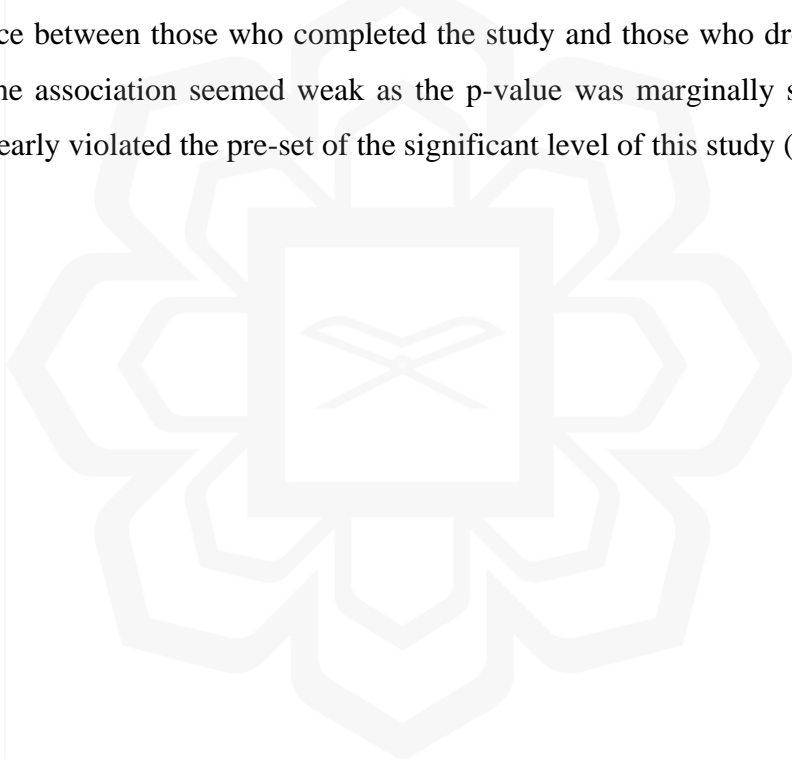 ce between those who completed the study and those who dr
ne association seemed weak as the p-value was marginally s
early violated the pre-set of the significant level of this study (